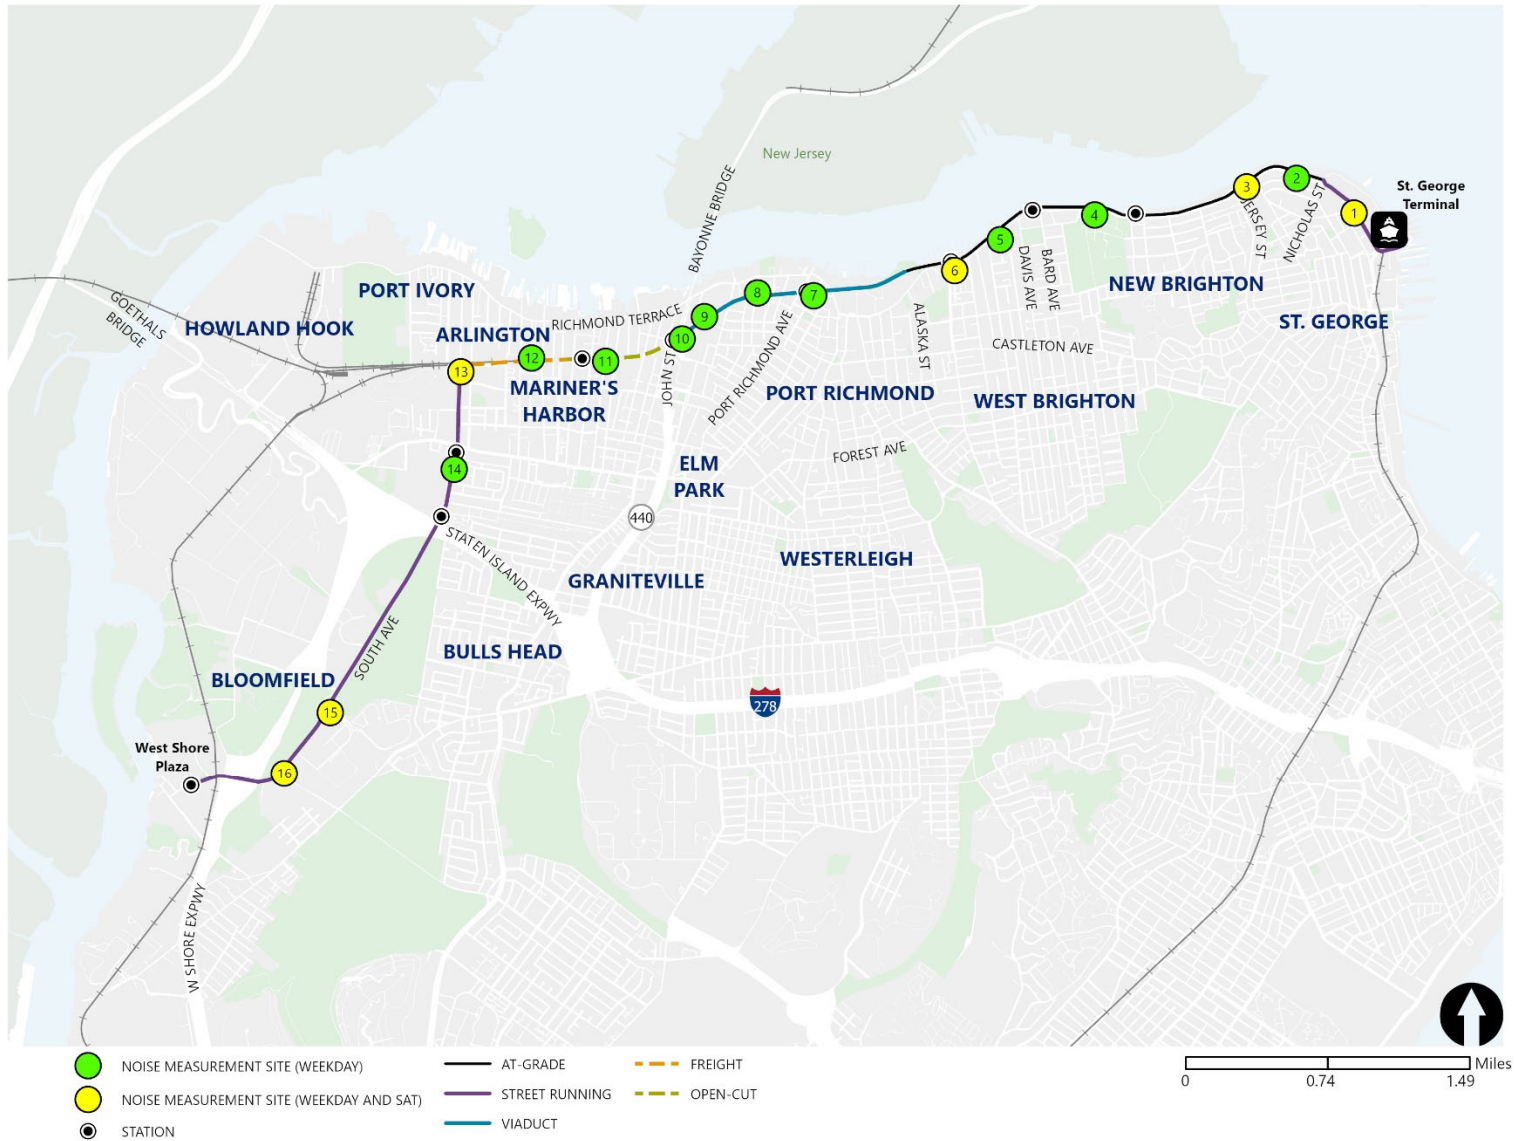 New Jersey
BAYONNE BRIDGE
St. George
Terminal
2
3
1
4
5
6
JERSEY ST
NICHOLAS ST
DAVIS AVE
BARD AVE
NEW BRIGHTON
ST. GEORGE
PORT IVORY
HOWLAND HOOK
GOETHALS
BRIDGE
ARLINGTON
RICHMOND TERRACE
8
7
9
10
11
12
13
MARINER'S
HARBOR
JOHN ST
PORT RICHMOND AVE
ALASKA ST
CASTLETON AVE
PORT RICHMOND
WEST BRIGHTON
FOREST AVE
ELM
PARK
14
440
STATEN ISLAND EXPWY
WESTERLEIGH
GRANITEVILLE
SOUTH AVE
BULLS HEAD
BLOOMFIELD
278
15
West Shore
Plaza
16
W SHORE EXPWY
NOISE MEASUREMENT SITE (WEEKDAY)
NOISE MEASUREMENT SITE (WEEKDAY AND SAT)
STATION
AT-GRADE
STREET RUNNING
VIADUCT
FREIGHT
OPEN-CUT
Miles
0 0.74 1.49